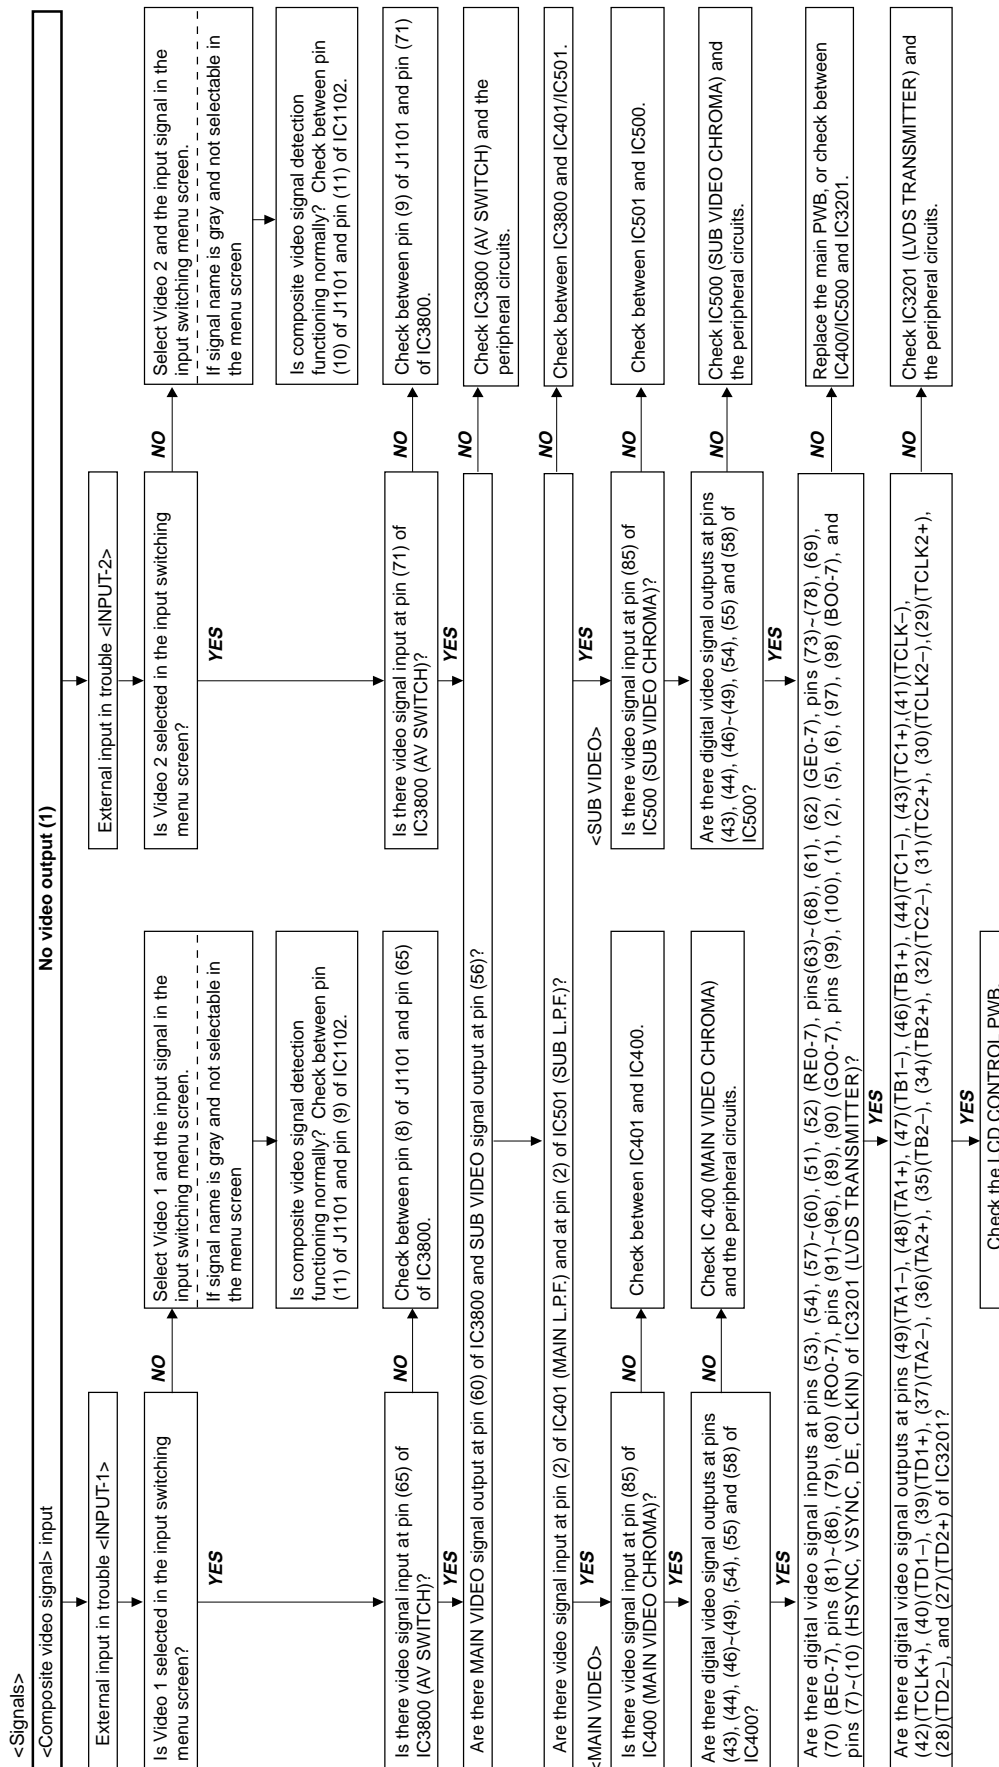 <Signals>
No video output (1)
<Composite video signal> input
External input in trouble <INPUT-1>
Is Video 1 selected in the input switching
menu screen?
NO
Select Video 1 and the input signal in the
input switching menu screen.
If signal name is gray and not selectable in
the menu screen
Is composite video signal detection
functioning normally? Check between pin
(11) of J1101 and pin (9) of IC1102.
YES
Is there video signal input at pin (65) of
IC3800 (AV SWITCH)?
NO
Check between pin (8) of J1101 and pin (65)
of IC3800.
YES
External input in trouble <INPUT-2>
Is Video 2 selected in the input switching
menu screen?
NO
Select Video 2 and the input signal in the
input switching menu screen.
If signal name is gray and not selectable in
the menu screen
Is composite video signal detection
functioning normally? Check between pin
(10) of J1101 and pin (11) of IC1102.
YES
Is there video signal input at pin (71) of
IC3800 (AV SWITCH)?
NO
Check between pin (9) of J1101 and pin (71)
of IC3800.
YES
Are there MAIN VIDEO signal output at pin (60) of IC3800 and SUB VIDEO signal output at pin (56)?
NO
Check IC3800 (AV SWITCH) and the
peripheral circuits.
Are there video signal input at pin (2) of IC401 (MAIN L.P.F.) and at pin (2) of IC501 (SUB L.P.F.)?
NO
Check between IC3800 and IC401/IC501.
<MAIN VIDEO>
YES
Is there video signal input at pin (85) of
IC400 (MAIN VIDEO CHROMA)?
NO
Check between IC401 and IC400.
YES
Are there digital video signal outputs at pins
(43), (44), (46)~(49), (54), (55) and (58) of
IC400?
NO
Check IC 400 (MAIN VIDEO CHROMA)
and the peripheral circuits.
YES
<SUB VIDEO>
YES
Is there video signal input at pin (85) of
IC500 (SUB VIDEO CHROMA)?
NO
Check between IC501 and IC500.
Are there digital video signal outputs at pins
(43), (44), (46)~(49), (54), (55) and (58) of
IC500?
NO
Check IC500 (SUB VIDEO CHROMA) and
the peripheral circuits.
YES
Are there digital video signal inputs at pins (53), (54), (57)~(60), (51), (52) (RE0-7), pins(63)~(68), (61), (62) (GE0-7), pins (73)~(78), (69),
(70) (BE0-7), pins (81)~(86), (79), (80) (RO0-7), pins (91)~(96), (89), (90) (GO0-7), pins (99), (100), (1), (2), (5), (6), (97), (98) (BO0-7), and
pins (7)~(10) (HSYNC, VSYNC, DE, CLKIN) of IC3201 (LVDS TRANSMITTER)?
NO
Replace the main PWB, or check between
IC400/IC500 and IC3201.
YES
Are there digital video signal outputs at pins (49)(TA1–), (48)(TA1+), (47)(TB1–), (46)(TB1+), (44)(TC1–), (43)(TC1+),(41)(TCLK–),
(42)(TCLK+), (40)(TD1–), (39)(TD1+), (37)(TA2–), (36)(TA2+), (35)(TB2–), (34)(TB2+), (32)(TC2–), (31)(TC2+), (30)(TCLK2–),(29)(TCLK2+),
(28)(TD2–), and (27)(TD2+) of IC3201?
NO
Check IC3201 (LVDS TRANSMITTER) and
the peripheral circuits.
YES
Check the LCD CONTROL PWB.